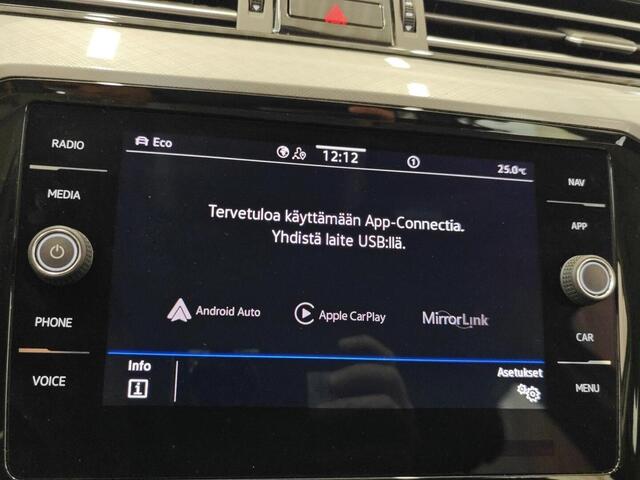 RADIO
MEDIA
PHONE
VOICE
Eco
12:12
1
25.0°C
Tervetuloa käyttämään App-Connectia.
Yhdistä laite USB:llä.
Android Auto
Apple CarPlay
MirrorLink
Info
Asetukset
NAV
APP
CAR
MENU